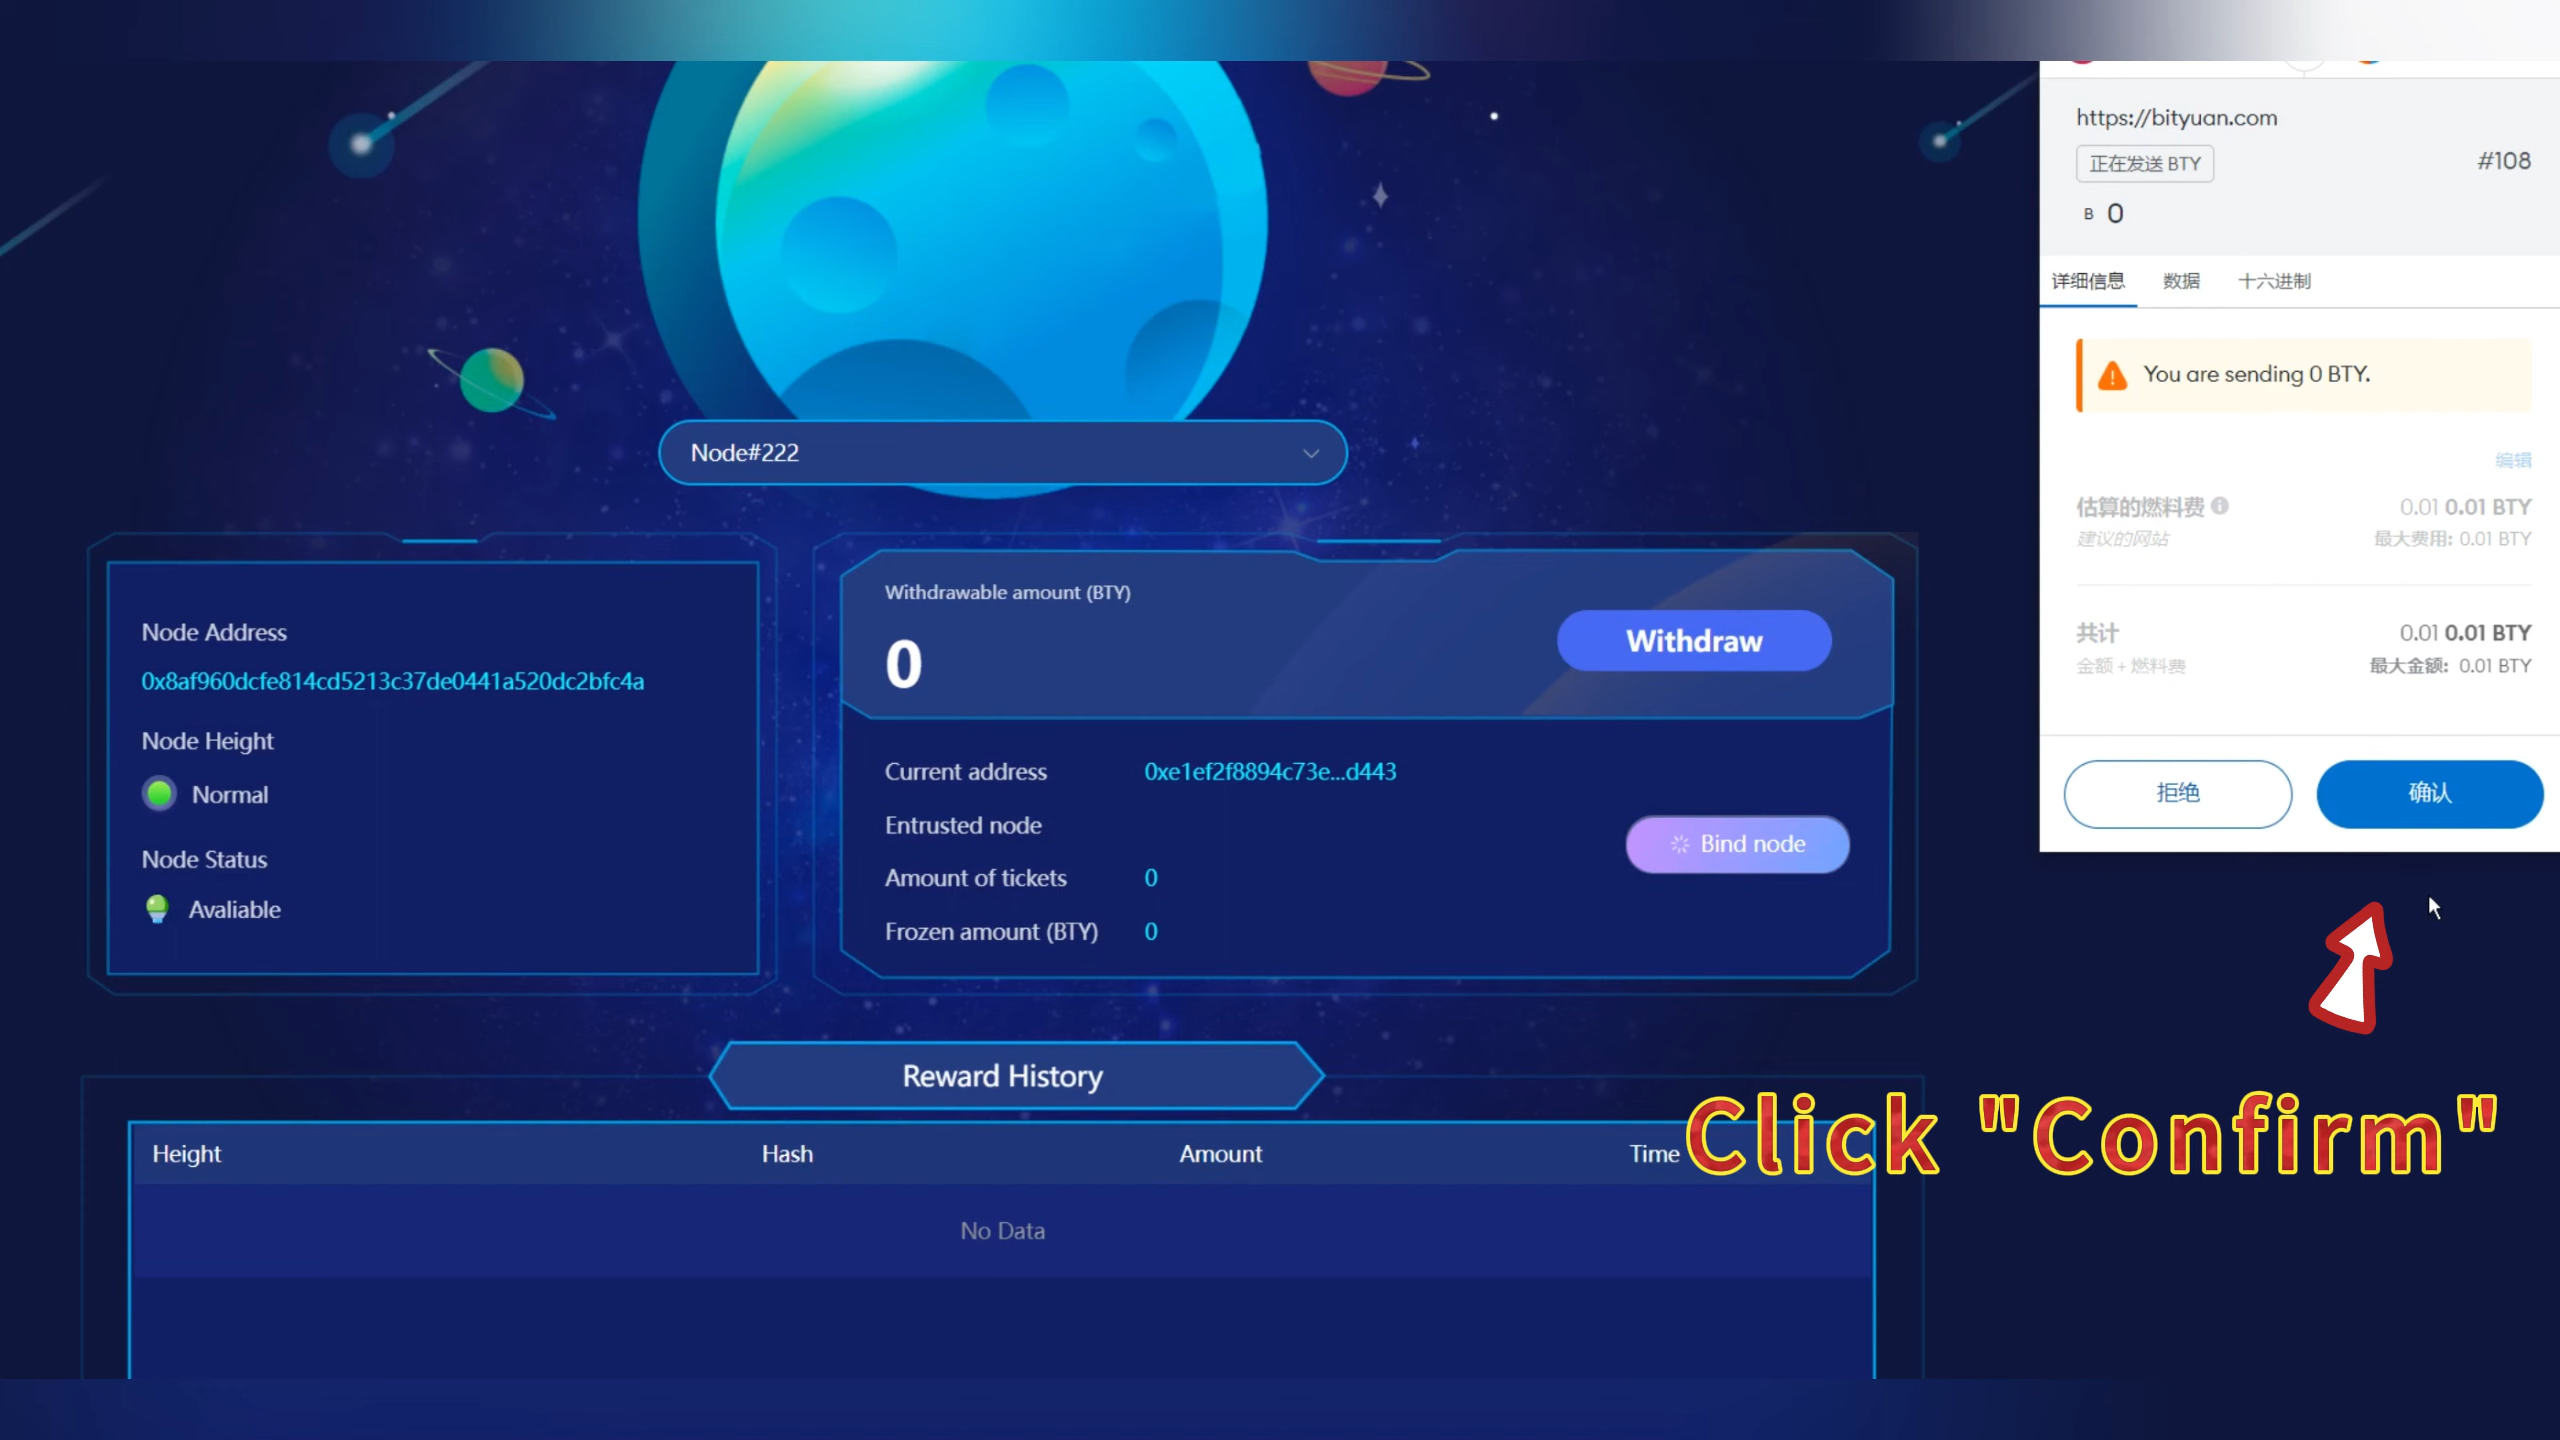 https://bityuan.com
正在发送 BTY
#108
B 0
详细信息 数据 十六进制
You are sending 0 BTY.
编辑
估算的燃料费 0.01 0.01 BTY
建议的网站 最大费用: 0.01 BTY
共计 0.01 0.01 BTY
金额 + 燃料费 最大金额: 0.01 BTY
拒绝 确认
Node#222
Node Address
0x8af960dcfe814cd5213c37de0441a520dc2bfc4a
Node Height
Normal
Node Status
Avaliable
Withdrawable amount (BTY)
0
Withdraw
Current address 0xe1ef2f8894c73e...d443
Entrusted node
Bind node
Amount of tickets 0
Frozen amount (BTY) 0
Click "Confirm"
Reward History
Height Hash Amount Time
No Data